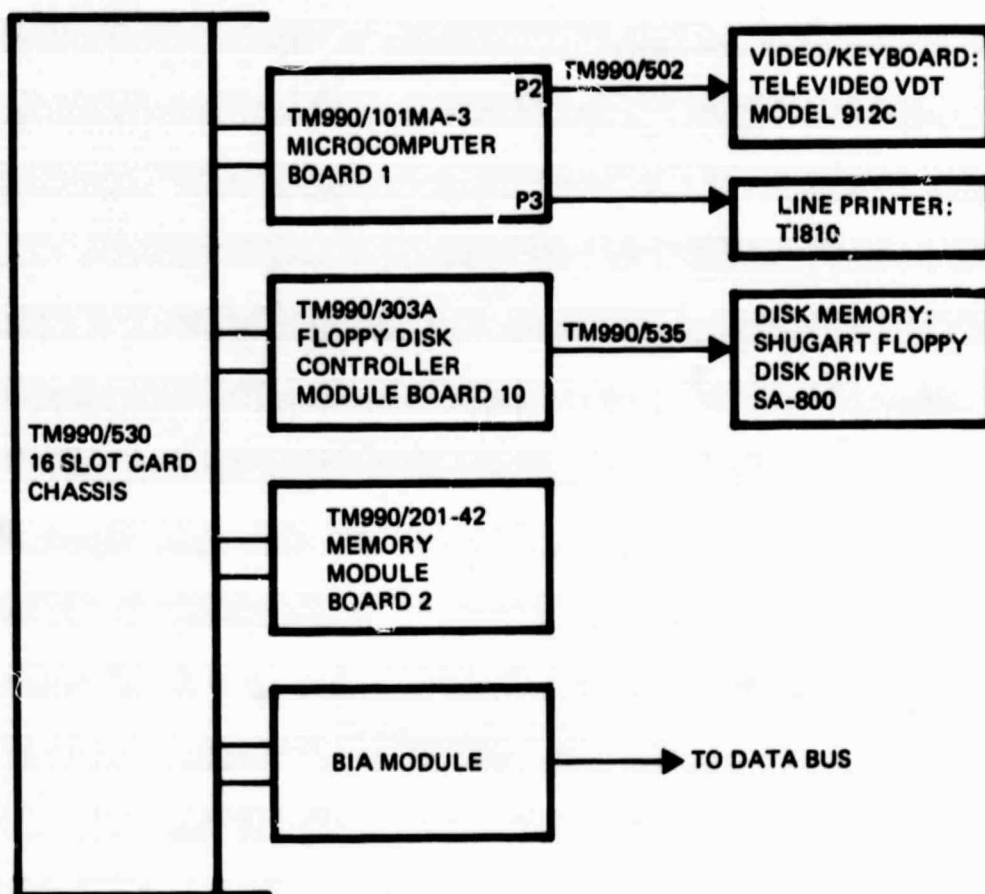 P2
TM990/502
VIDEO/KEYBOARD:
TELEVIDEO VDT
MODEL 912C
TM990/101MA-3
MICROCOMPUTER
BOARD 1
P3
LINE PRINTER:
TI810
TM990/303A
FLOPPY DISK
CONTROLLER
MODULE BOARD 10
TM990/535
DISK MEMORY:
SHUGART FLOPPY
DISK DRIVE
SA-800
TM990/530
16 SLOT CARD
CHASSIS
TM990/201-42
MEMORY
MODULE
BOARD 2
BIA MODULE
TO DATA BUS